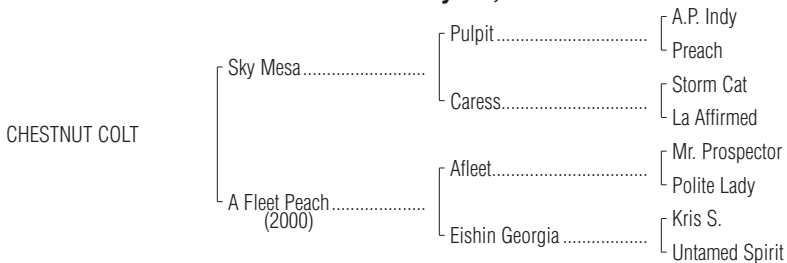 A.P. Indy
Pulpit
Preach
Sky Mesa
Storm Cat
Caress
La Affirmed
CHESTNUT COLT
Mr. Prospector
Afleet
Polite Lady
A Fleet Peach
(2000)
Kris S.
Eishin Georgia
Untamed Spirit